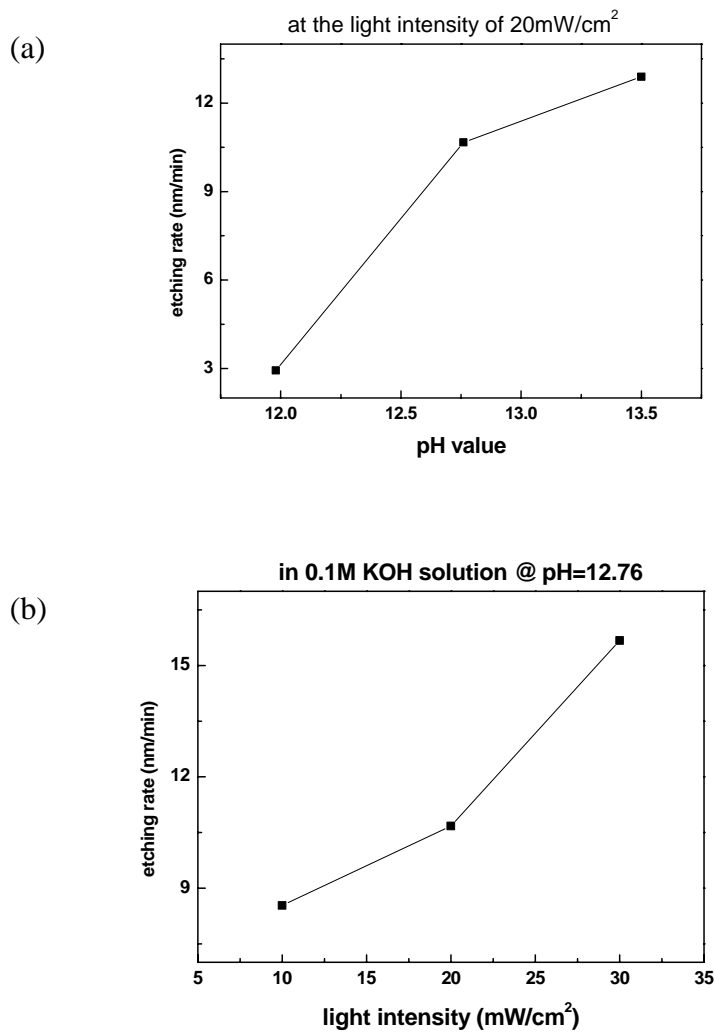 (a)
at the light intensity of 20mW/cm²
12
9
6
3
etching rate (nm/min)
12.0 12.5 13.0 13.5
pH value
(b)
in 0.1M KOH solution @ pH=12.76
15
12
9
etching rate (nm/min)
5 10 15 20 25 30 35
light intensity (mW/cm²)